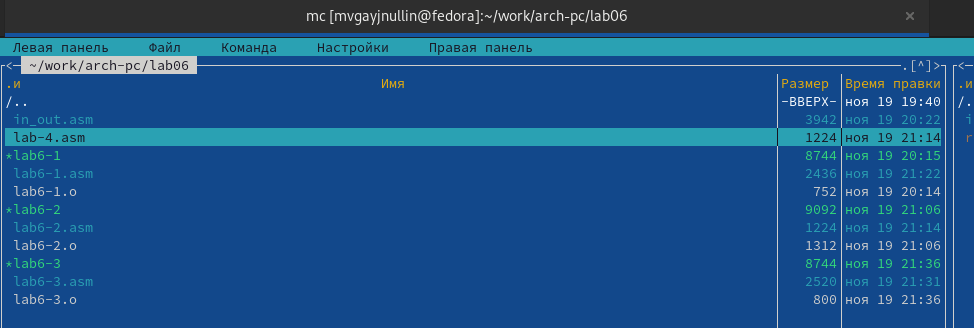 mc [mvgayjnullin@fedora]:~/work/arch-pc/lab06 ×
Левая панель Файл Команда Настройки Правая панель
<— ~/work/arch-pc/lab06 .[^]> <—
.и Имя Размер Время правки .и
/.. -ВВЕРХ- ноя 19 19:40 /.
in_out.asm 3942 ноя 19 20:22 i
lab-4.asm 1224 ноя 19 21:14 r
*lab6-1 8744 ноя 19 20:15
lab6-1.asm 2436 ноя 19 21:22
lab6-1.o 752 ноя 19 20:14
*lab6-2 9092 ноя 19 21:06
lab6-2.asm 1224 ноя 19 21:14
lab6-2.o 1312 ноя 19 21:06
*lab6-3 8744 ноя 19 21:36
lab6-3.asm 2520 ноя 19 21:31
lab6-3.o 800 ноя 19 21:36